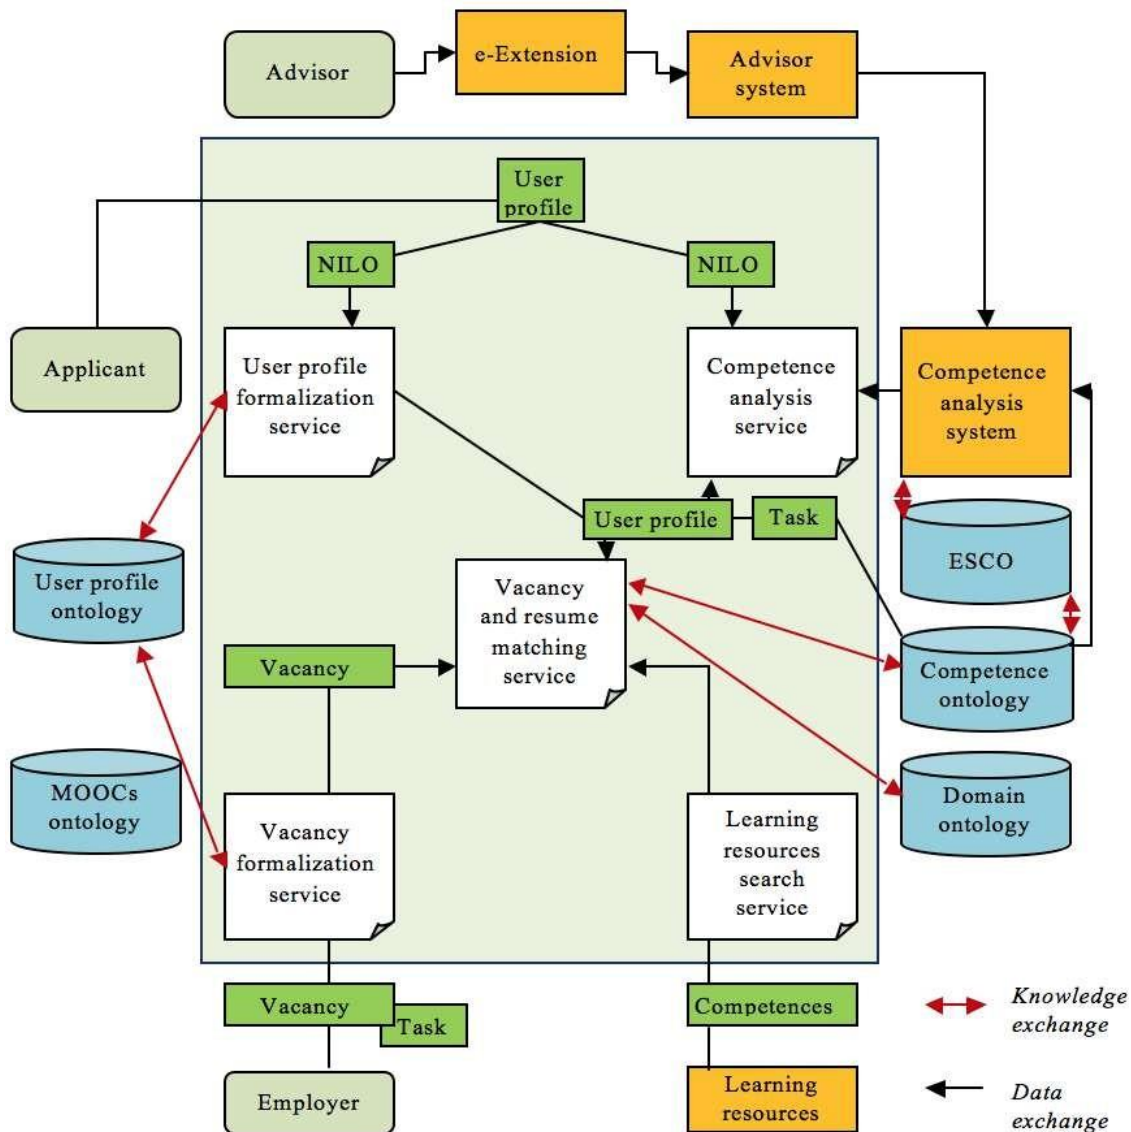 Advisor
e-Extension
Advisor
system
User
profile
NILO
NILO
Applicant
User profile
formalization
service
Competence
analysis
service
Competence
analysis
system
User profile
Task
ESCO
User profile
ontology
Vacancy
and resume
matching
service
Vacancy
Competence
ontology
MOOCs
ontology
Vacancy
formalization
service
Learning
resources
search
service
Domain
ontology
Vacancy
Task
Competences
Knowledge
exchange
Employer
Learning
resources
Data
exchange